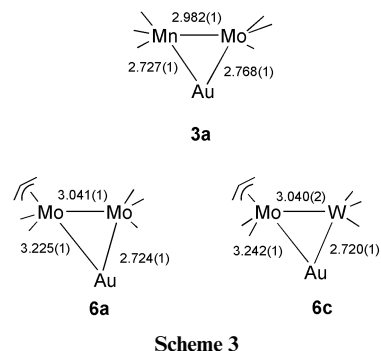 2.982(1)
Mn Mo
2.727(1) 2.768(1)
Au
3a
3.041(1) 3.040(2)
Mo Mo Mo W
3.225(1) 2.724(1) 3.242(1) 2.720(1)
Au Au
6a 6c
Scheme 3